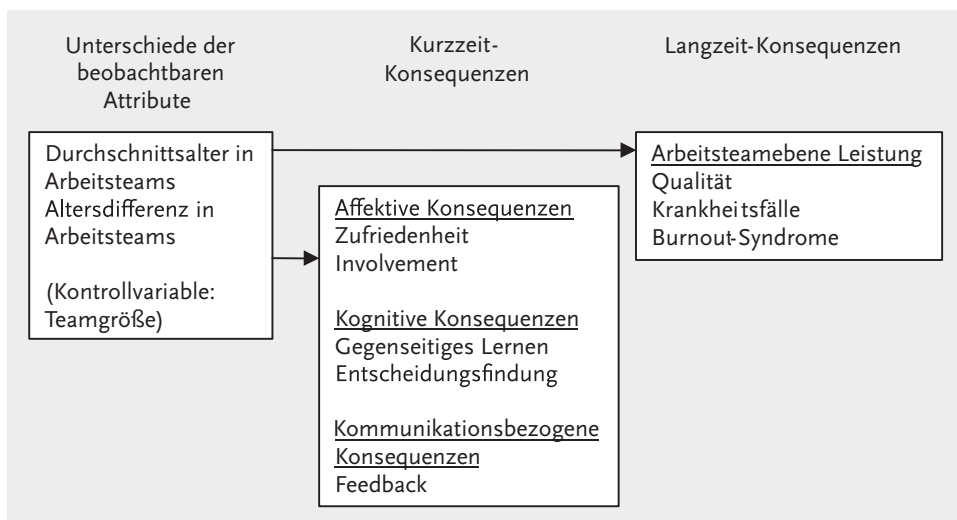 Unterschiede der
beobachtbaren
Attribute
Kurzzeit-
Konsequenzen
Langzeit-Konsequenzen
Durchschnittsalter in
Arbeitsteams
Altersdifferenz in
Arbeitsteams
(Kontrollvariable:
Teamgröße)
Affektive Konsequenzen
Zufriedenheit
Involvement
Kognitive Konsequenzen
Gegenseitiges Lernen
Entscheidungsfindung
Kommunikationsbezogene
Konsequenzen
Feedback
Arbeitsteamebene Leistung
Qualität
Krankheitsfälle
Burnout-Syndrome